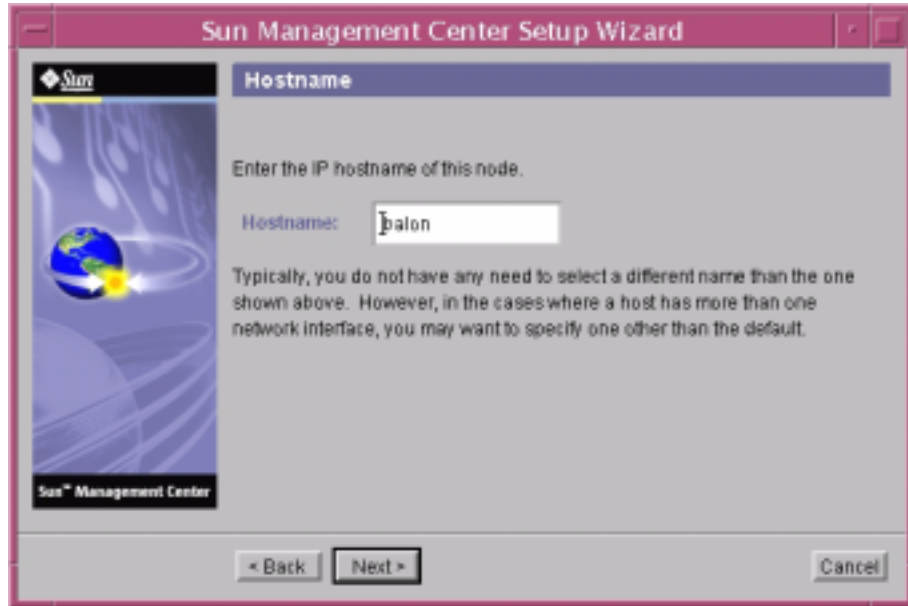 Sun Management Center Setup Wizard
Sun
Hostname
Enter the IP hostname of this node.
Hostname: balon
Typically, you do not have any need to select a different name than the one
shown above. However, in the cases where a host has more than one
network interface, you may want to specify one other than the default.
Sun™ Management Center
< Back
Next >
Cancel